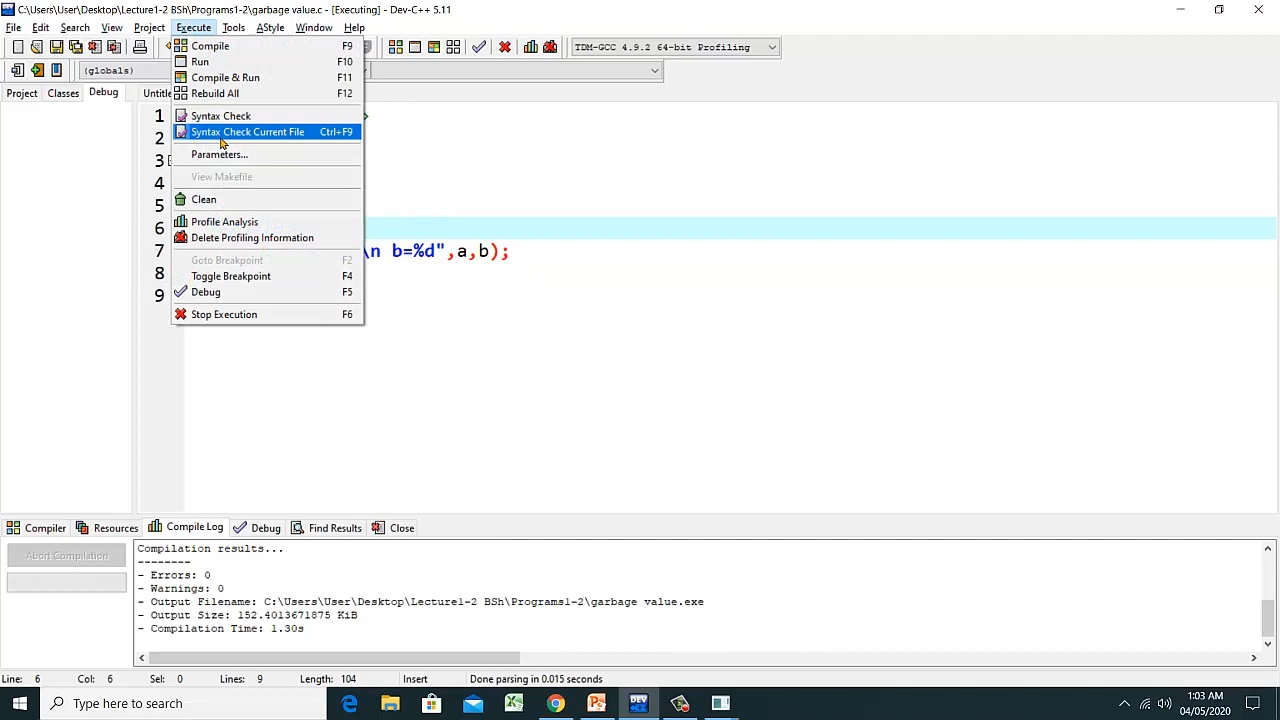 C:\Users\User\Desktop\Lecture1-2 BSh\Programs1-2\garbage value.c - [Executing] - Dev-C++ 5.11
File Edit Search View Project Execute Tools AStyle Window Help
TDM-GCC 4.9.2 64-bit Profiling
(globals)
Project Classes Debug
Compile F9
Run F10
Compile & Run F11
Rebuild All F12
Syntax Check
Syntax Check Current File Ctrl+F9
Parameters...
View Makefile
Clean
Profile Analysis
Delete Profiling Information
Goto Breakpoint F2
Toggle Breakpoint F4
Debug F5
Stop Execution F6
1 >
2
3
4
5
6
7 \n b=%d",a,b);
8
9
Compiler Resources Compile Log Debug Find Results Close
Abort Compilation
Compilation results...
--------
- Errors: 0
- Warnings: 0
- Output Filename: C:\Users\User\Desktop\Lecture1-2 BSh\Programs1-2\garbage value.exe
- Output Size: 152.4013671875 KiB
- Compilation Time: 1.30s
Line: 6 Col: 6 Sel: 0 Lines: 9 Length: 104 Insert Done parsing in 0.015 seconds
Type here to search
DEV
1:03 AM
04/05/2020